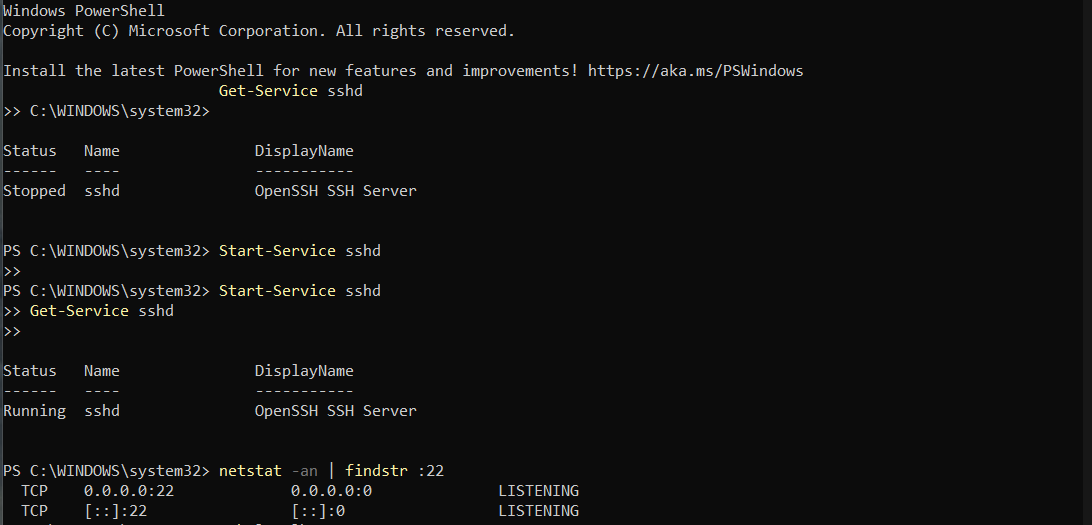 Windows PowerShell
Copyright (C) Microsoft Corporation. All rights reserved.
Install the latest PowerShell for new features and improvements! https://aka.ms/PSWindows
Get-Service sshd
>> C:\WINDOWS\system32>
Status   Name               DisplayName
------   ----               -----------
Stopped  sshd               OpenSSH SSH Server
PS C:\WINDOWS\system32> Start-Service sshd
>>
PS C:\WINDOWS\system32> Start-Service sshd
>> Get-Service sshd
>>
Status   Name               DisplayName
------   ----               -----------
Running  sshd               OpenSSH SSH Server
PS C:\WINDOWS\system32> netstat -an | findstr :22
  TCP    0.0.0.0:22             0.0.0.0:0              LISTENING
  TCP    [::]:22                [::]:0                 LISTENING